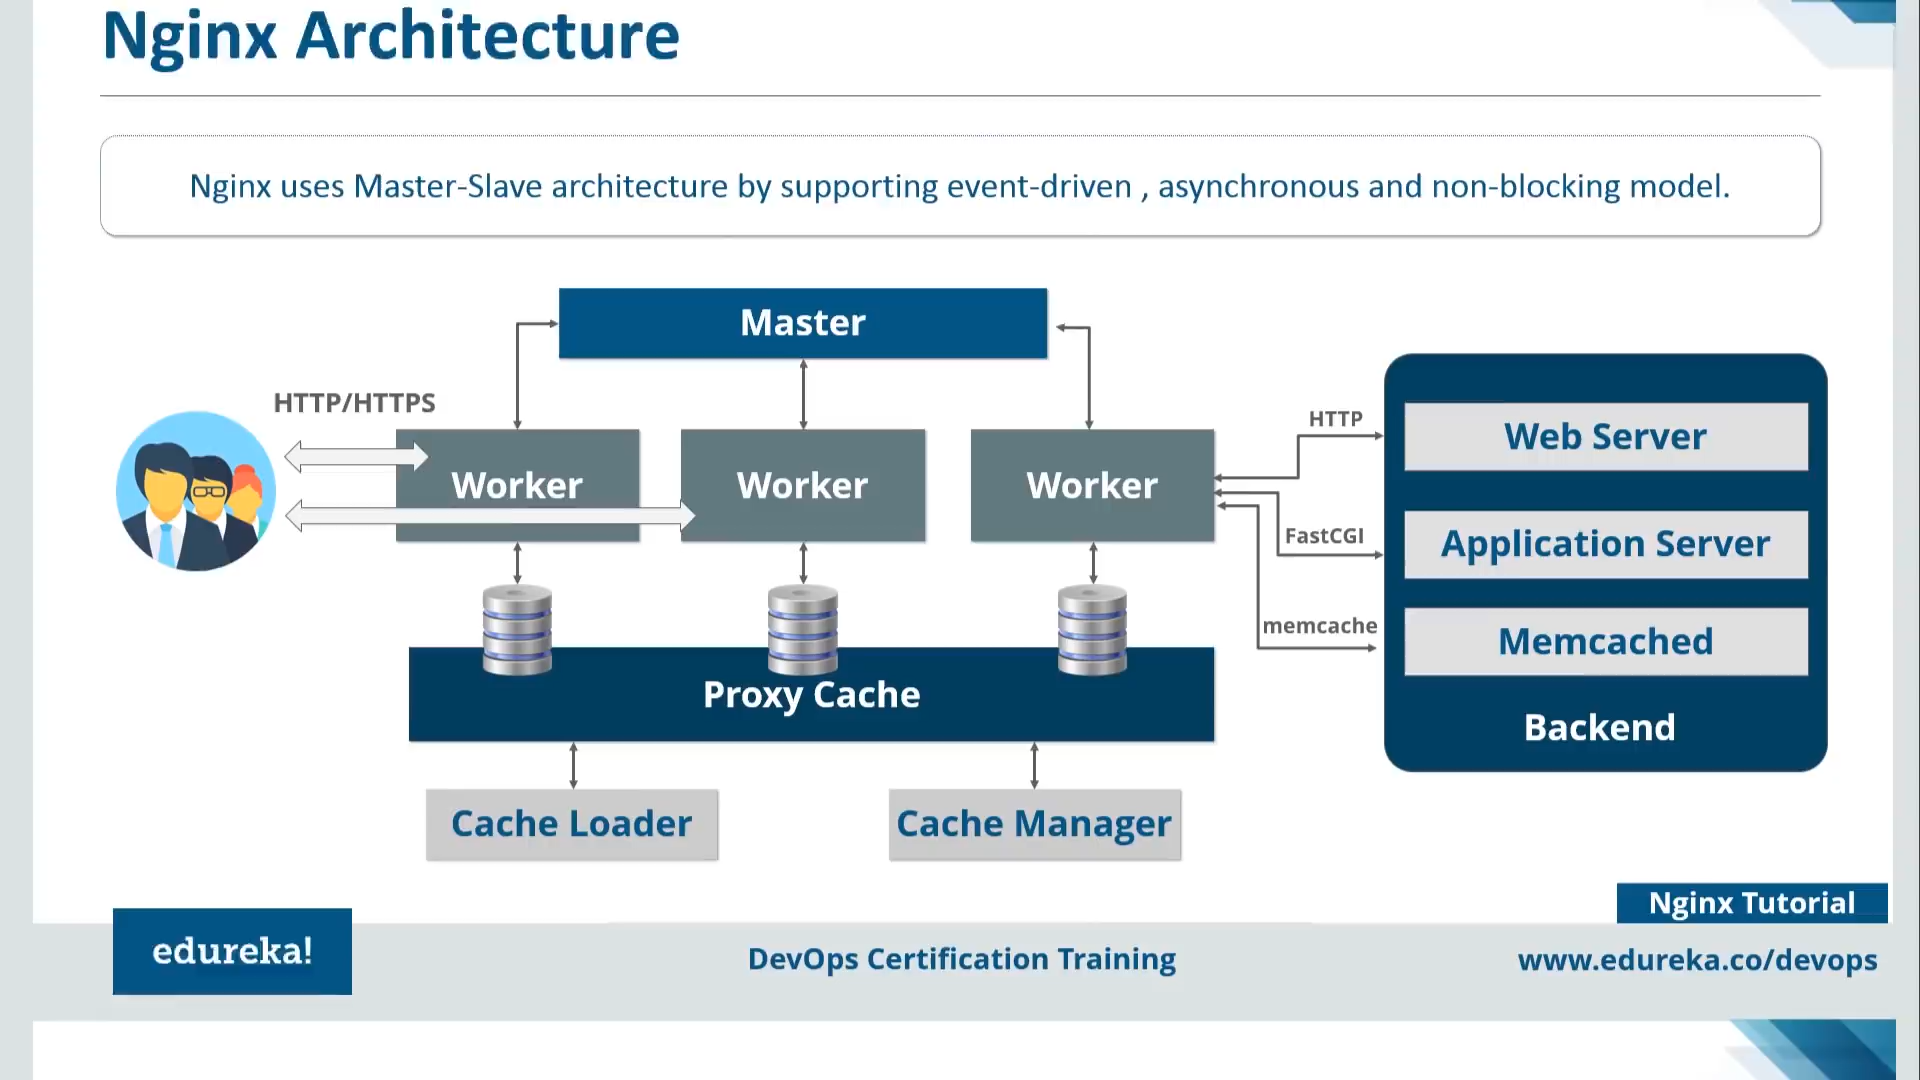 Nginx Architecture
Nginx uses Master-Slave architecture by supporting event-driven , asynchronous and non-blocking model.
Master
HTTP/HTTPS
Worker
Worker
Worker
HTTP
FastCGI
memcache
Web Server
Application Server
Memcached
Backend
Proxy Cache
Cache Loader
Cache Manager
Nginx Tutorial
edureka!
DevOps Certification Training
www.edureka.co/devops